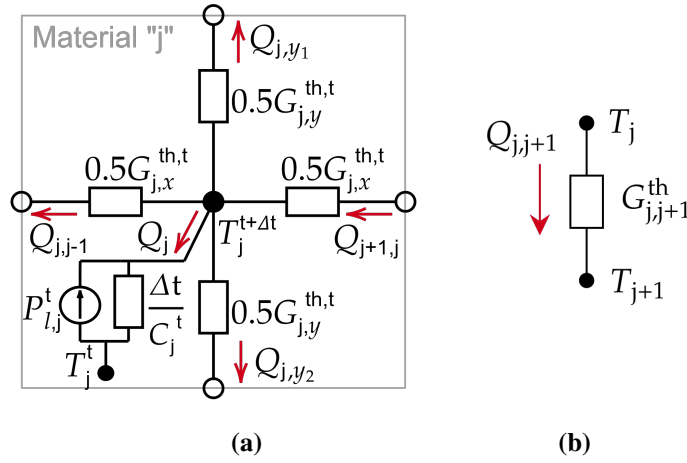 Material "j"
Q_{j,y_1}
0.5G_{j,y}^{th,t}
0.5G_{j,x}^{th,t}
0.5G_{j,x}^{th,t}
Q_{j,j-1}
Q_j
T_j^{t+Δt}
Q_{j+1,j}
P_{l,j}^t
Δt
C_j^t
0.5G_{j,y}^{th,t}
T_j^t
Q_{j,y_2}
(a)
T_j
Q_{j,j+1}
G_{j,j+1}^{th}
T_{j+1}
(b)